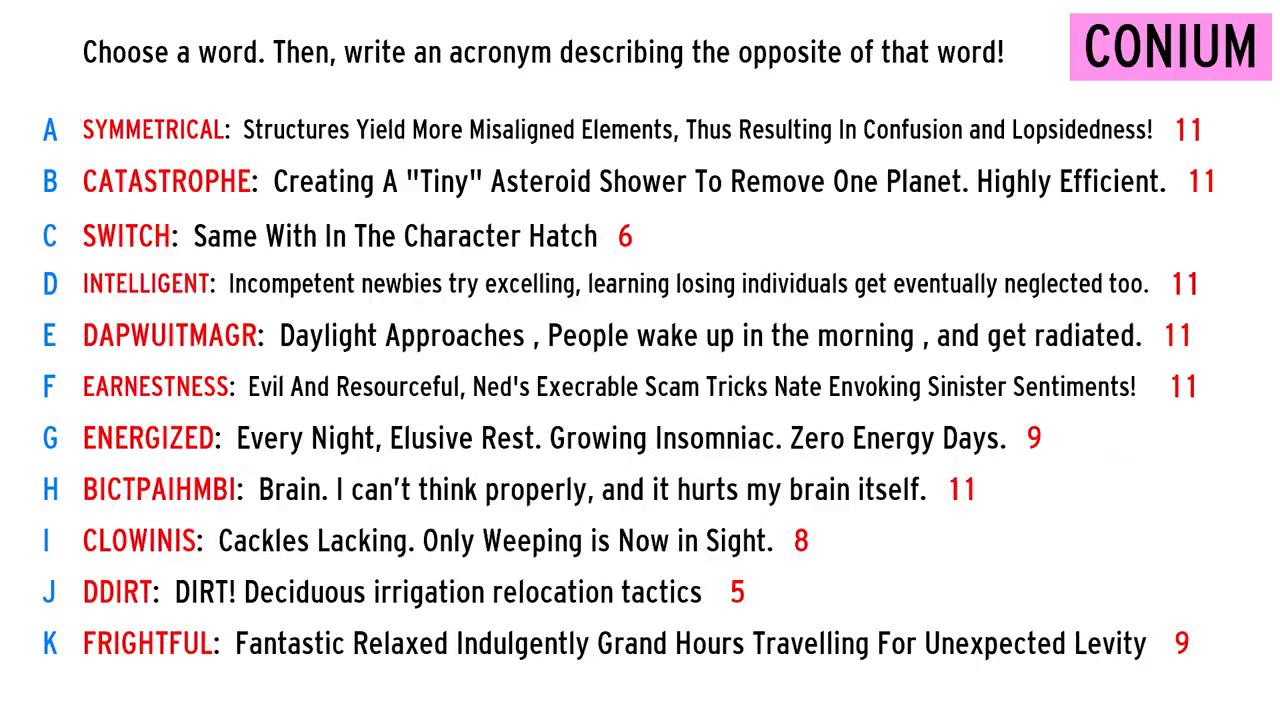 Choose a word. Then, write an acronym describing the opposite of that word!
CONIUM
A SYMMETRICAL: Structures Yield More Misaligned Elements, Thus Resulting In Confusion and Lopsidedness! 11
B CATASTROPHE: Creating A "Tiny" Asteroid Shower To Remove One Planet. Highly Efficient. 11
C SWITCH: Same With In The Character Hatch 6
D INTELLIGENT: Incompetent newbies try excelling, learning losing individuals get eventually neglected too. 11
E DAPWUITMAGR: Daylight Approaches , People wake up in the morning , and get radiated. 11
F EARNESTNESS: Evil And Resourceful, Ned's Execrable Scam Tricks Nate Envoking Sinister Sentiments! 11
G ENERGIZED: Every Night, Elusive Rest. Growing Insomniac. Zero Energy Days. 9
H BICTPAIHMBI: Brain. I can’t think properly, and it hurts my brain itself. 11
I CLOWINIS: Cackles Lacking. Only Weeping is Now in Sight. 8
J DDIRT: DIRT! Deciduous irrigation relocation tactics 5
K FRIGHTFUL: Fantastic Relaxed Indulgently Grand Hours Travelling For Unexpected Levity 9